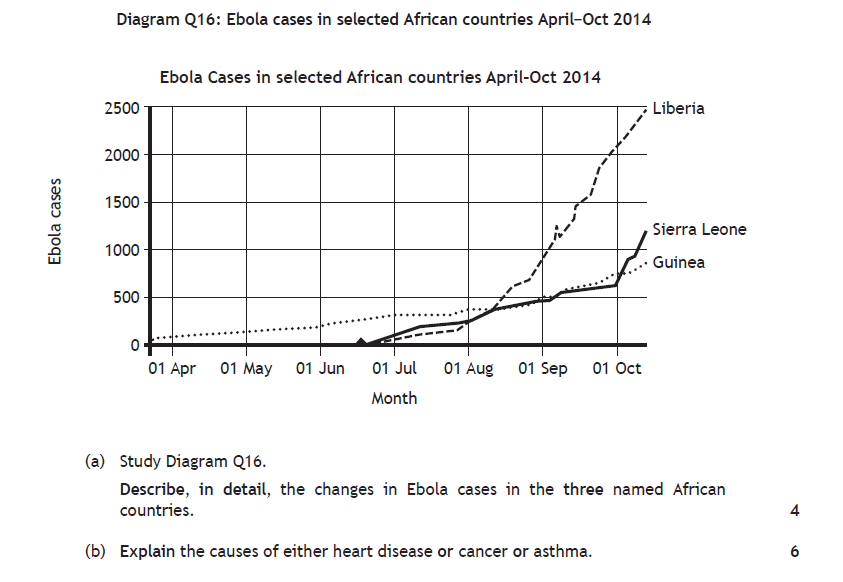 Diagram Q16: Ebola cases in selected African countries April–Oct 2014
Ebola Cases in selected African countries April-Oct 2014
2500
2000
1500
1000
500
0
Ebola cases
Liberia
Sierra Leone
Guinea
01 Apr 01 May 01 Jun 01 Jul 01 Aug 01 Sep 01 Oct
Month
(a) Study Diagram Q16.
Describe, in detail, the changes in Ebola cases in the three named African
countries. 4
(b) Explain the causes of either heart disease or cancer or asthma. 6